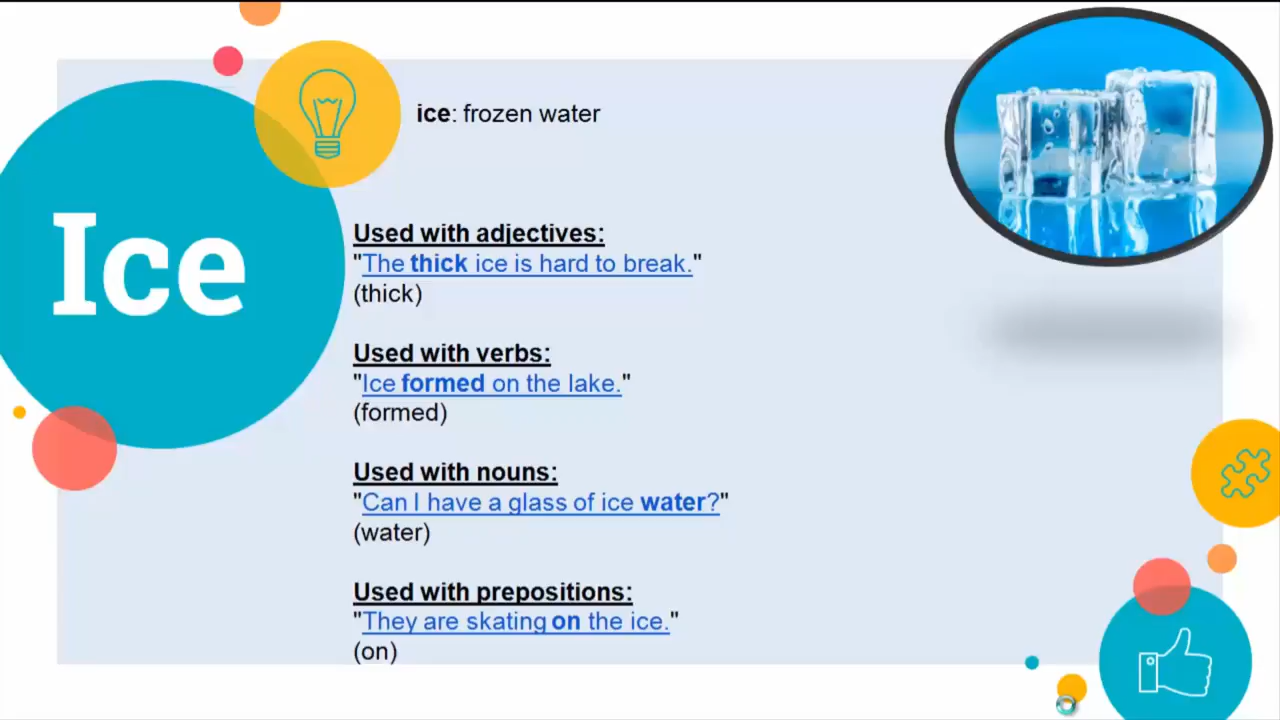 Ice
ice: frozen water
Used with adjectives:
"The thick ice is hard to break."
(thick)
Used with verbs:
"Ice formed on the lake."
(formed)
Used with nouns:
"Can I have a glass of ice water?"
(water)
Used with prepositions:
"They are skating on the ice."
(on)